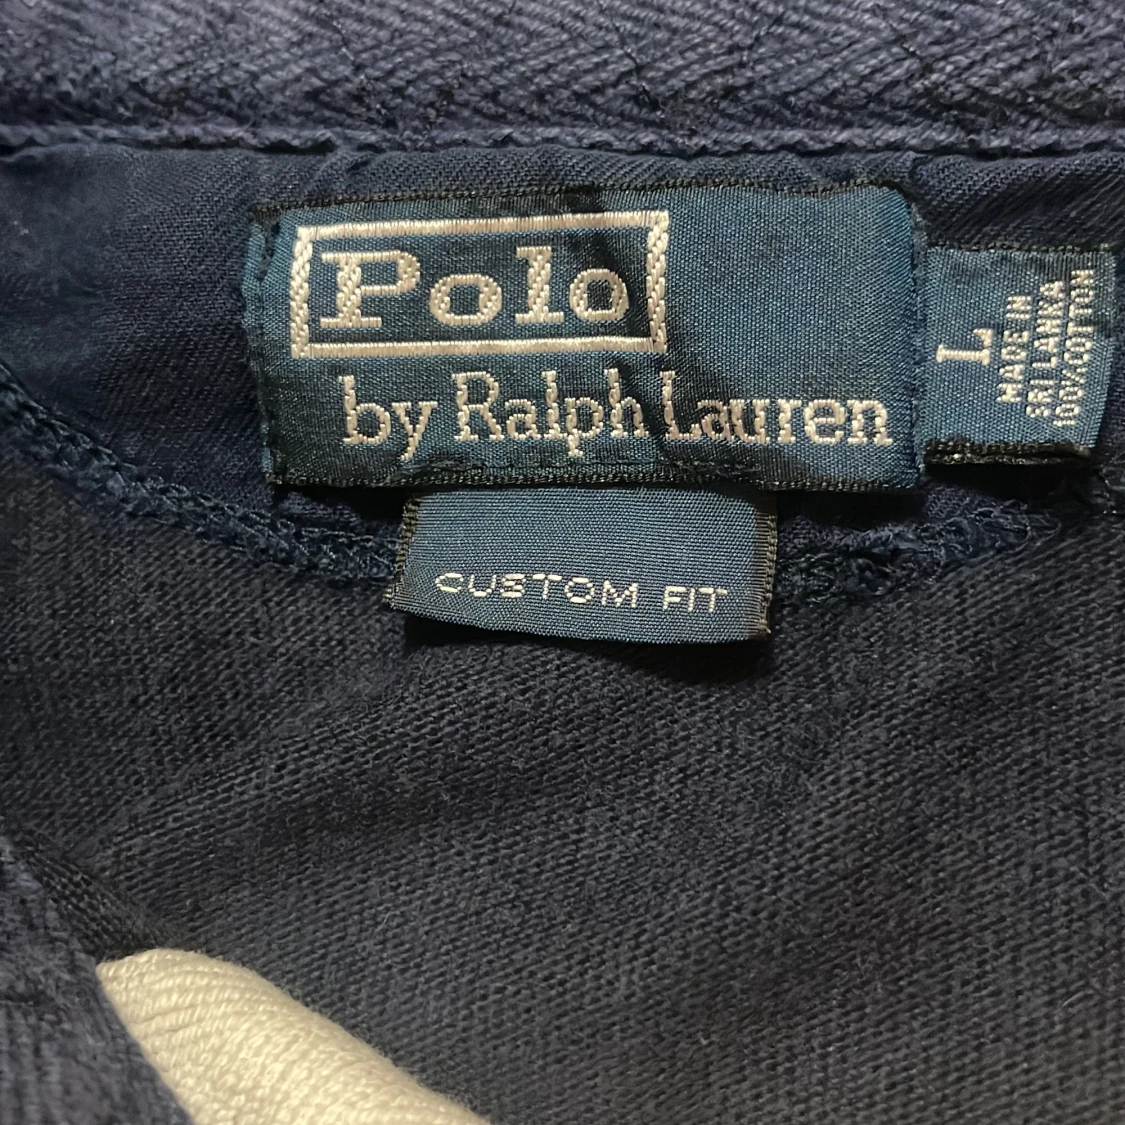 Polo
by Ralph Lauren
CUSTOM FIT
L
MADE IN
SRI LANKA
100% COTTON